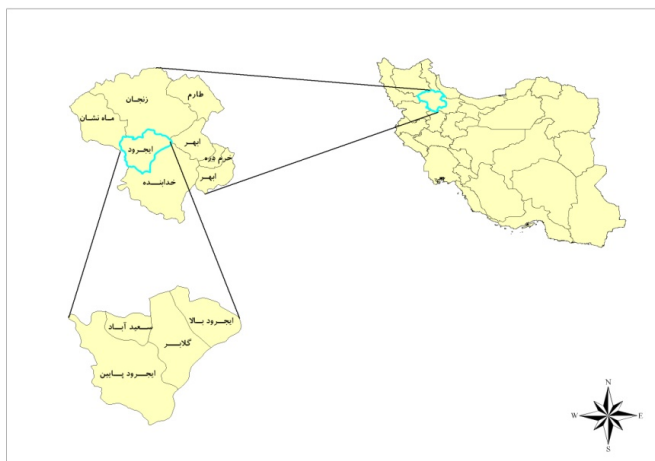 طارم
زنجان
ماه نشان
ابهر
ایجرود
خرم دره
ابهر
خدابنده
ایجرود بالا
سعید آباد
گلابر
ایجرود پایین
N
W
E
S